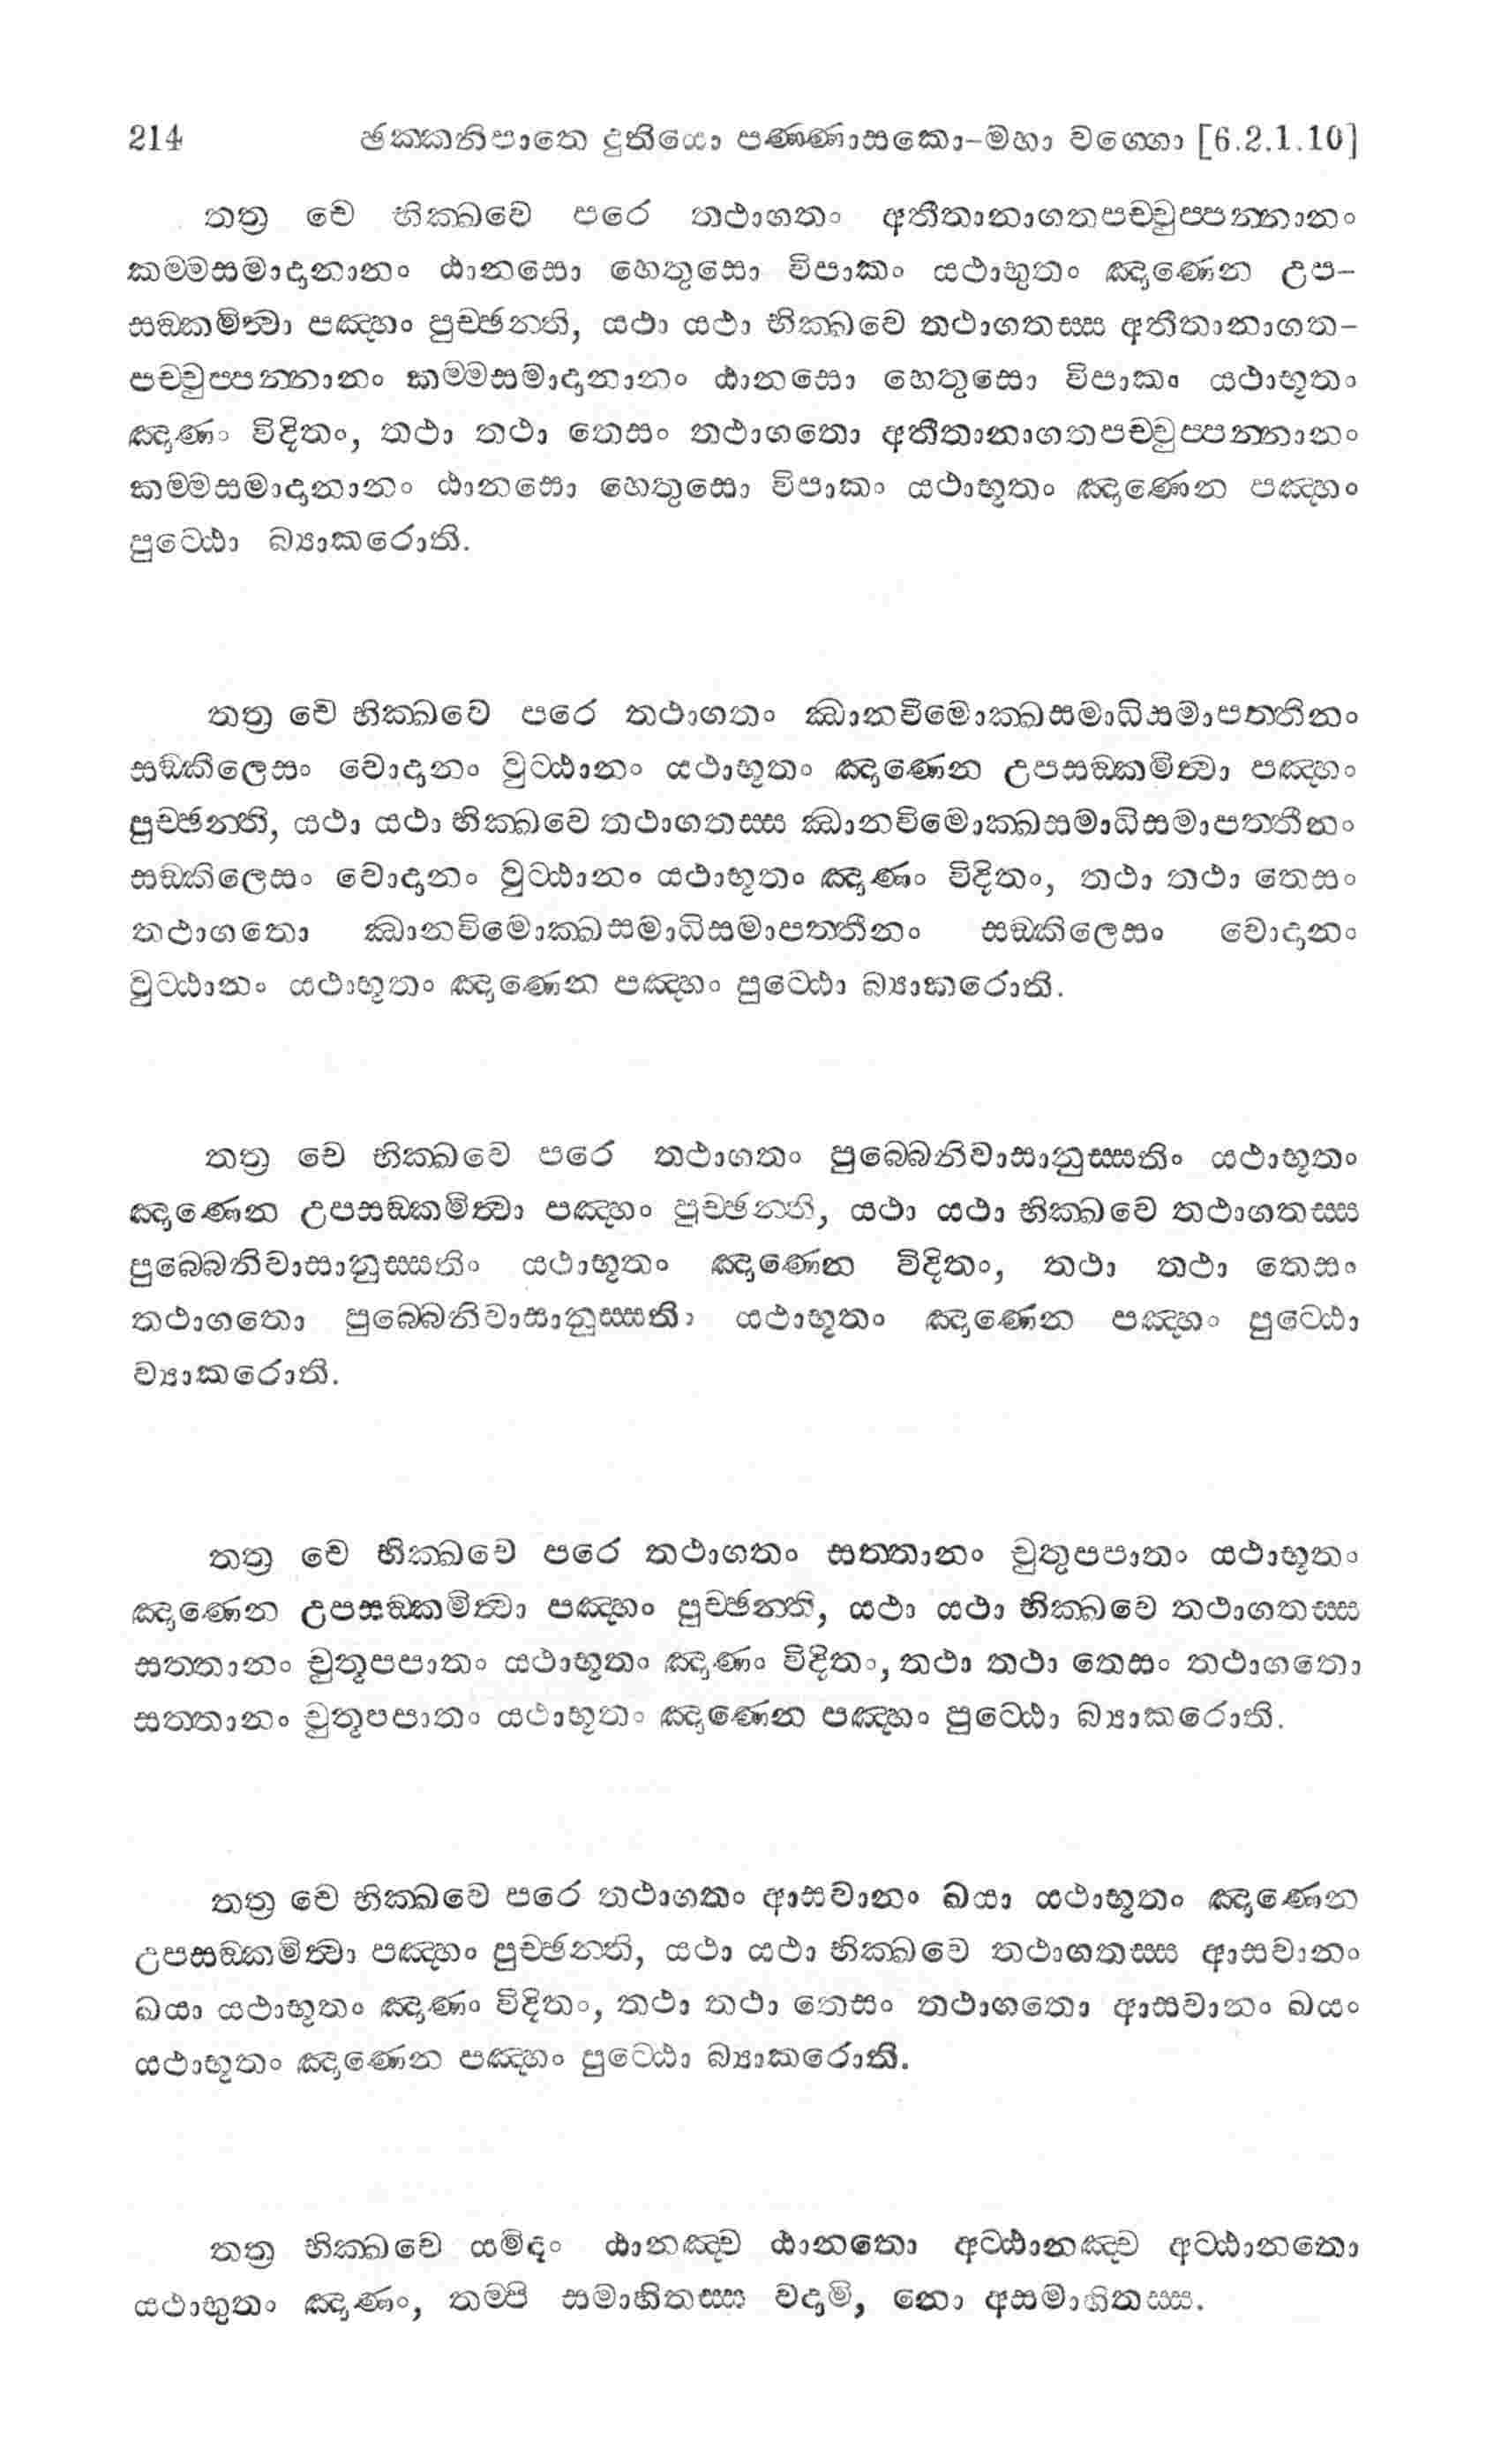 214 ඡක්කනිපාතෙ දුතියො පණ්ණාසකො-මහා වග්ගො [6.2.1.10]
තත්‍ර චෙ භික්ඛවෙ පරෙ තථාගතං අතීතානාගතපච්චුප්පන්නානං
කම්මසමාදානානං ඨානසො හෙතුසො විපාකං යථාභුතං ඤාණෙන උප-
සඞ්කමිත්‍වා පඤ්හං පුච්ඡන්ති, යථා යථා භික්ඛවෙ තථාගතස්ස අතීතානාගත-
පච්චුප්පන්නානං කම්මසමාදානානං ඨානසො හෙතුසො විපාකං යථාභූතං
ඤාණං විදිතං, තථා තථා තෙසං තථාගතො අතීතානාගතපච්චුප්පන්නානං
කම්මසමාදානානං ඨානසො හෙතුසො විපාකං යථාභූතං ඤාණෙන පඤ්හං
පුට්ඨො බ්‍යාකරොති.
තත්‍ර චෙ භික්ඛවෙ පරෙ තථාගතං ඣානවිමොක්ඛසමාධිසමාපත්තිනං
සඞ්කිලෙසං වොදානං වුට්ඨානං යථාභූතං ඤාණෙන උපසඞ්කමිත්‍වා පඤ්හං
පුච්ඡන්ති, යථා යථා භික්ඛවෙ තථාගතස්ස ඣානවිමොක්ඛසමාධිසමාපත්තීනං
සඞ්කිලෙසං වොදානං වුට්ඨානං යථාභූතං ඤාණං විදිතං, තථා තථා තෙසං
තථාගතො ඣානවිමොක්ඛසමාධිසමාපත්තීනං සඞ්කිලෙසං වොදානං
වුට්ඨානං යථාභූතං ඤාණෙන පඤ්හං පුට්ඨො බ්‍යාකරොති.
තත්‍ර චෙ භික්ඛවෙ පරෙ තථාගතං පුබ්බෙනිවාසානුස්සතිං යථාභූතං
ඤාණෙන උපසඞ්කමිත්‍වා පඤ්හං පුච්ඡන්ති, යථා යථා භික්ඛවෙ තථාගතස්ස
පුබ්බෙනිවාසානුස්සතිං යථාභූතං ඤාණෙන විදිතං, තථා තථා තෙසං
තථාගතො පුබ්බෙනිවාසානුස්සතිං යථාභූතං ඤාණෙන පඤ්හං පුට්ඨො
ව්‍යාකරොති.
තත්‍ර චෙ භික්ඛවෙ පරෙ තථාගතං සත්තානං චුතුපපාතං යථාභූතං
ඤාණෙන උපසඞ්කමිත්‍වා පඤ්හං පුච්ඡන්ති, යථා යථා භික්ඛවෙ තථාගතස්ස
සත්තානං චුතූපපාතං යථාභූතං ඤාණං විදිතං, තථා තථා තෙසං තථාගතො
සත්තානං චුතූපපාතං යථාභූතං ඤාණෙන පඤ්හං පුට්ඨො බ්‍යාකරොති.
තත්‍ර චෙ භික්ඛවෙ පරෙ තථාගතං ආසවානං ඛයා යථාභූතං ඤාණෙන
උපසඞ්කමිත්‍වා පඤ්හං පුච්ඡන්ති, යථා යථා භික්ඛවෙ තථාගතස්ස ආසවානං
ඛයා යථාභූතං ඤාණං විදිතං, තථා තථා තෙසං තථාගතො ආසවානං ඛයං
යථාභූතං ඤාණෙන පඤ්හං පුට්ඨො බ්‍යාකරොති.
තත්‍ර භික්ඛවෙ යම්දං ඨානඤ්ච ඨානතො අට්ඨානඤ්ච අට්ඨානතො
යථාභුතං ඤාණං, තම්පි සමාහිතස්ස වදාමි, නො අසමාහිතස්ස.